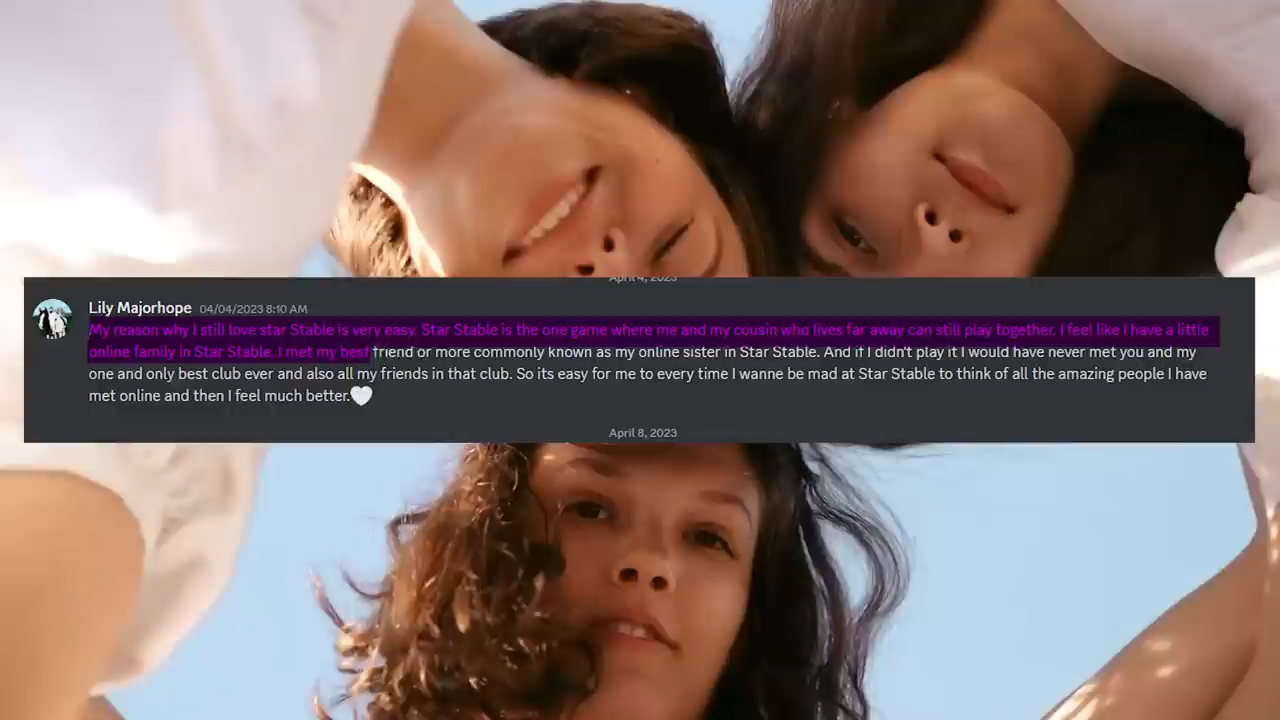 April 4, 2023
Lily Majorhope 04/04/2023 8:10 AM
My reason why I still love star Stable is very easy. Star Stable is the one game where me and my cousin who lives far away can still play together. I feel like I have a little
online family in Star Stable. I met my best friend or more commonly known as my online sister in Star Stable. And if I didn't play it I would have never met you and my
one and only best club ever and also all my friends in that club. So its easy for me to every time I wanne be mad at Star Stable to think of all the amazing people I have
met online and then I feel much better.🤍
April 8, 2023